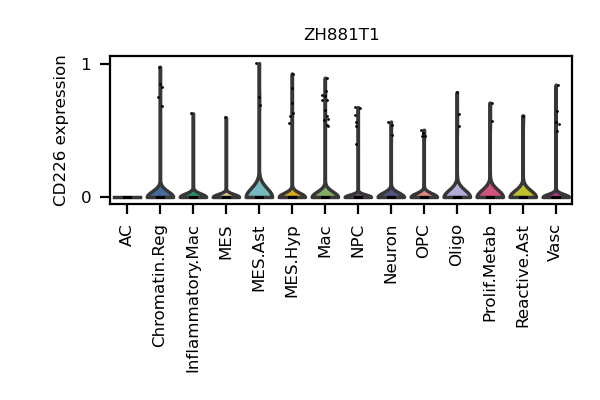 ZH881T1
CD226 expression
1
0
AC
Chromatin.Reg
Inflammatory.Mac
MES
MES.Ast
MES.Hyp
Mac
NPC
Neuron
OPC
Oligo
Prolif.Metab
Reactive.Ast
Vasc